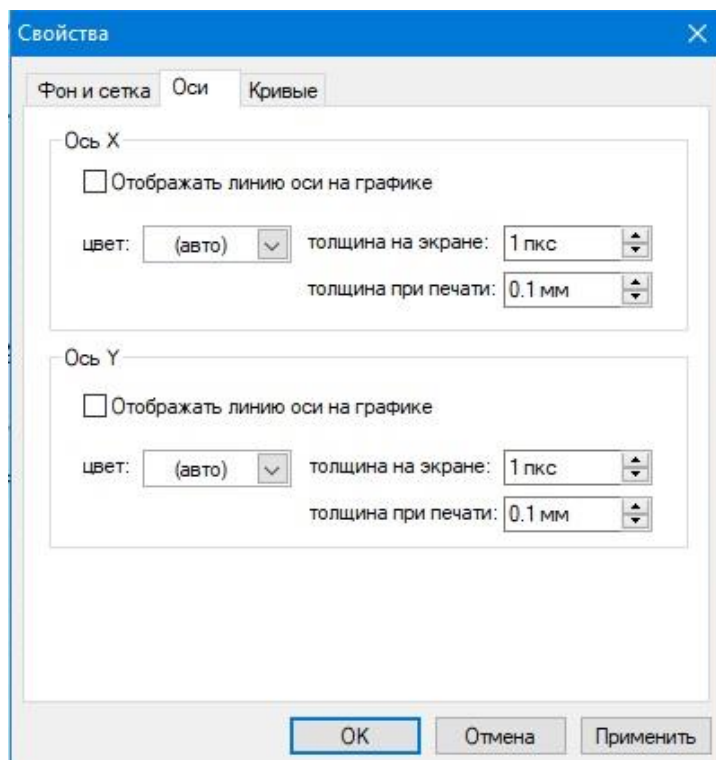 Свойства
Фон и сетка Оси Кривые
Ось X
Отображать линию оси на графике
цвет: (авто) толщина на экране: 1 пкс
толщина при печати: 0.1 мм
Ось Y
Отображать линию оси на графике
цвет: (авто) толщина на экране: 1 пкс
толщина при печати: 0.1 мм
OK Отмена Применить